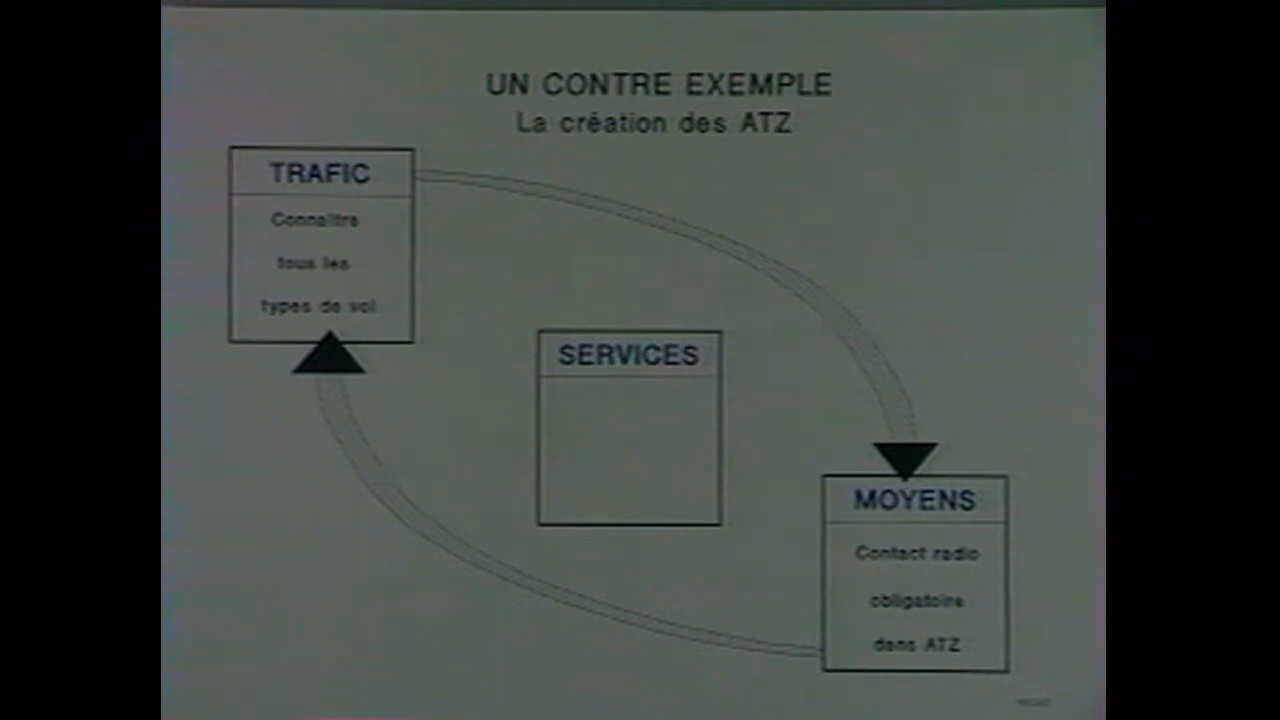 UN CONTRE EXEMPLE
La création des ATZ
TRAFIC
Connaître
tous les
types de vol
SERVICES
MOYENS
Contact radio
obligatoire
dans ATZ